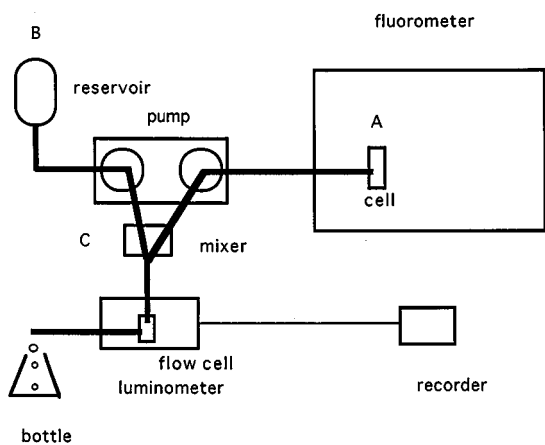 fluorometer
B
reservoir
pump
A
cell
C
mixer
flow cell
luminometer
recorder
bottle